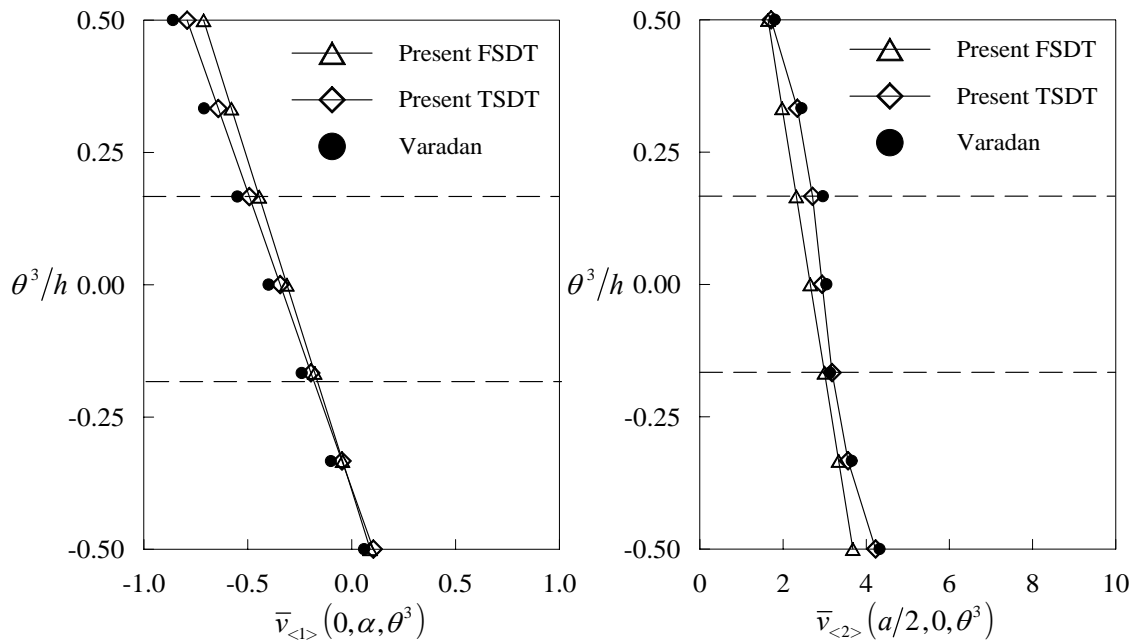 0.50
0.25
θ³/h 0.00
-0.25
-0.50
-1.0 -0.5 0.0 0.5 1.0
v̅<1>(0, α, θ³)
Present FSDT
Present TSDT
Varadan
0.50
0.25
θ³/h 0.00
-0.25
-0.50
0 2 4 6 8 10
v̅<2>(a/2, 0, θ³)
Present FSDT
Present TSDT
Varadan